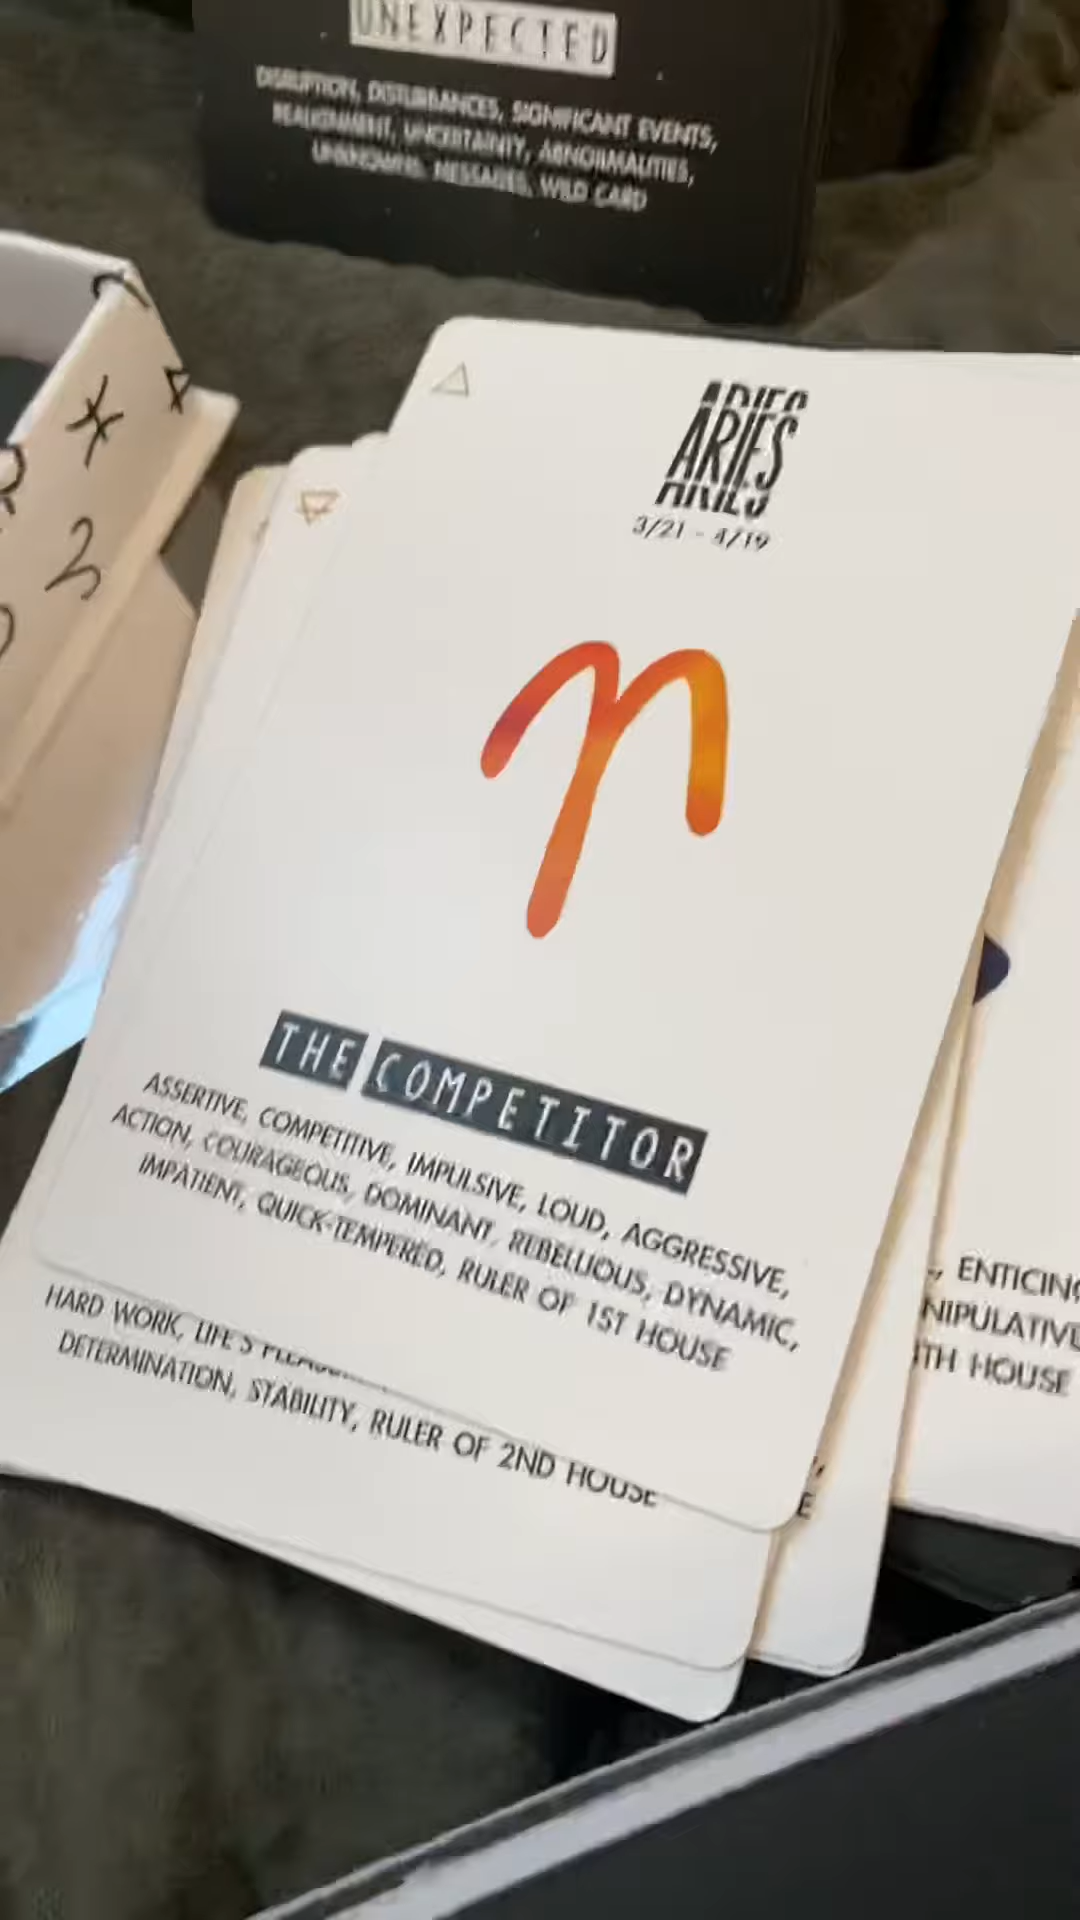 UNEXPECTED
DISRUPTION, DISTURBANCES, SIGNIFICANT EVENTS,
REALIGNMENT, UNCERTAINTY, ABNORMALITIES,
UNKNOWNS, MESSAGES, WILD CARD
ARIES
3/21 - 4/19
THE COMPETITOR
ASSERTIVE, COMPETITIVE, IMPULSIVE, LOUD, AGGRESSIVE,
ACTION, COURAGEOUS, DOMINANT, REBELLIOUS, DYNAMIC,
IMPATIENT, QUICK-TEMPERED, RULER OF 1ST HOUSE
HARD WORK, LIFE'S
DETERMINATION, STABILITY, RULER OF 2ND HOUSE
, ENTICING
NIPULATIVE
TH HOUSE
E